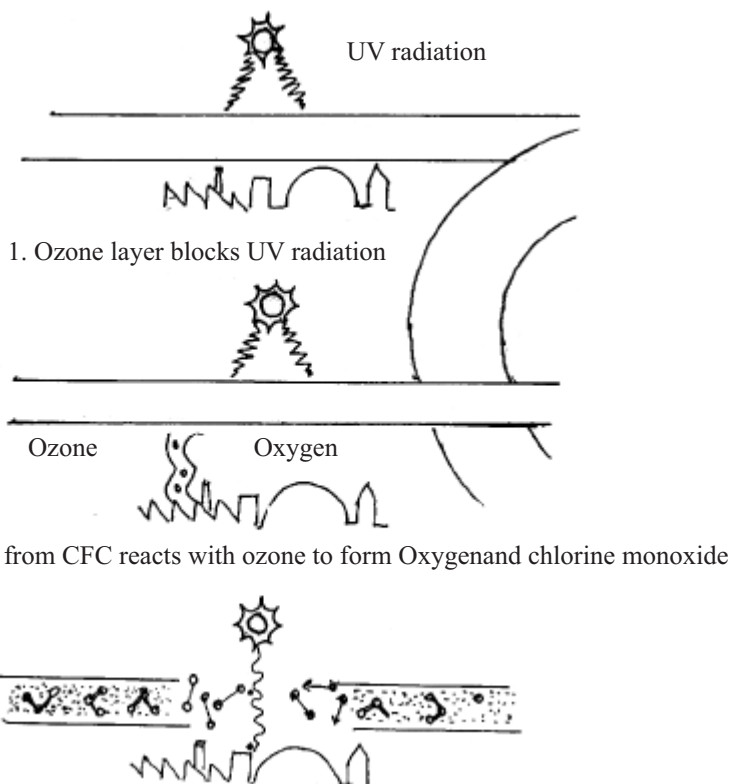 UV radiation
1. Ozone layer blocks UV radiation
Ozone Oxygen
from CFC reacts with ozone to form Oxygenand chlorine monoxide